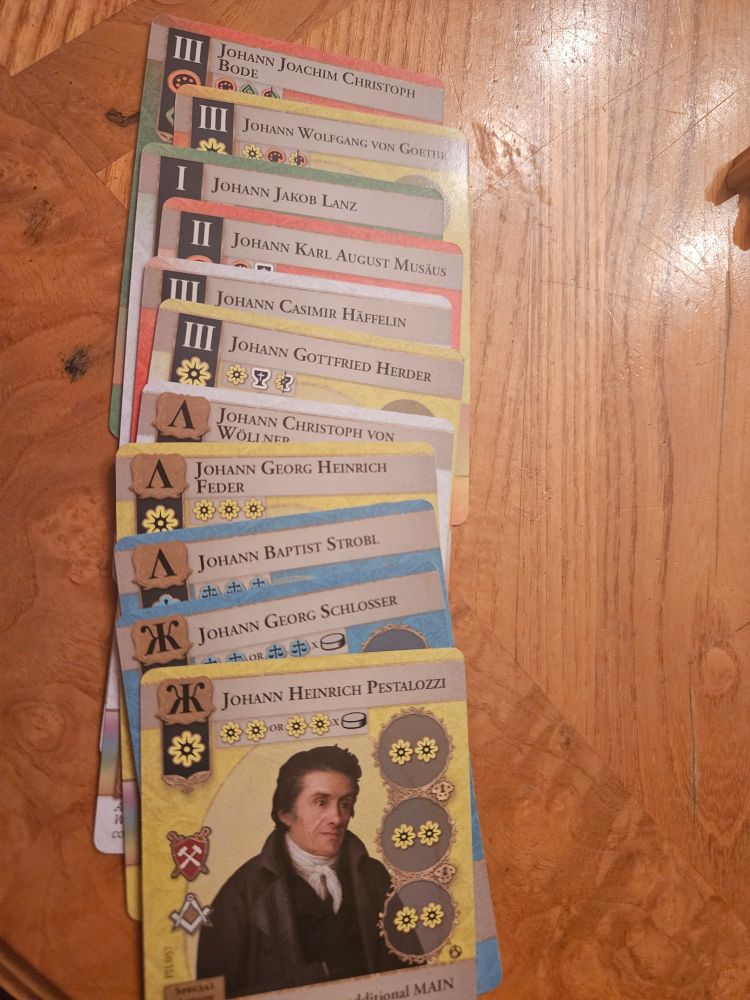 III
JOHANN JOACHIM CHRISTOPH
BODE
III
JOHANN WOLFGANG VON GOETHE
I
JOHANN JAKOB LANZ
II
JOHANN KARL AUGUST MUSÄUS
III
JOHANN CASIMIR HÄFFELIN
III
JOHANN GOTTFRIED HERDER
Λ
JOHANN CHRISTOPH VON
WÖLLNER
Λ
JOHANN GEORG HEINRICH
FEDER
Λ
JOHANN BAPTIST STROBL
Ж
JOHANN GEORG SCHLOSSER
OR X
Ж
JOHANN HEINRICH PESTALOZZI
OR X
SPECIAL
additional MAIN